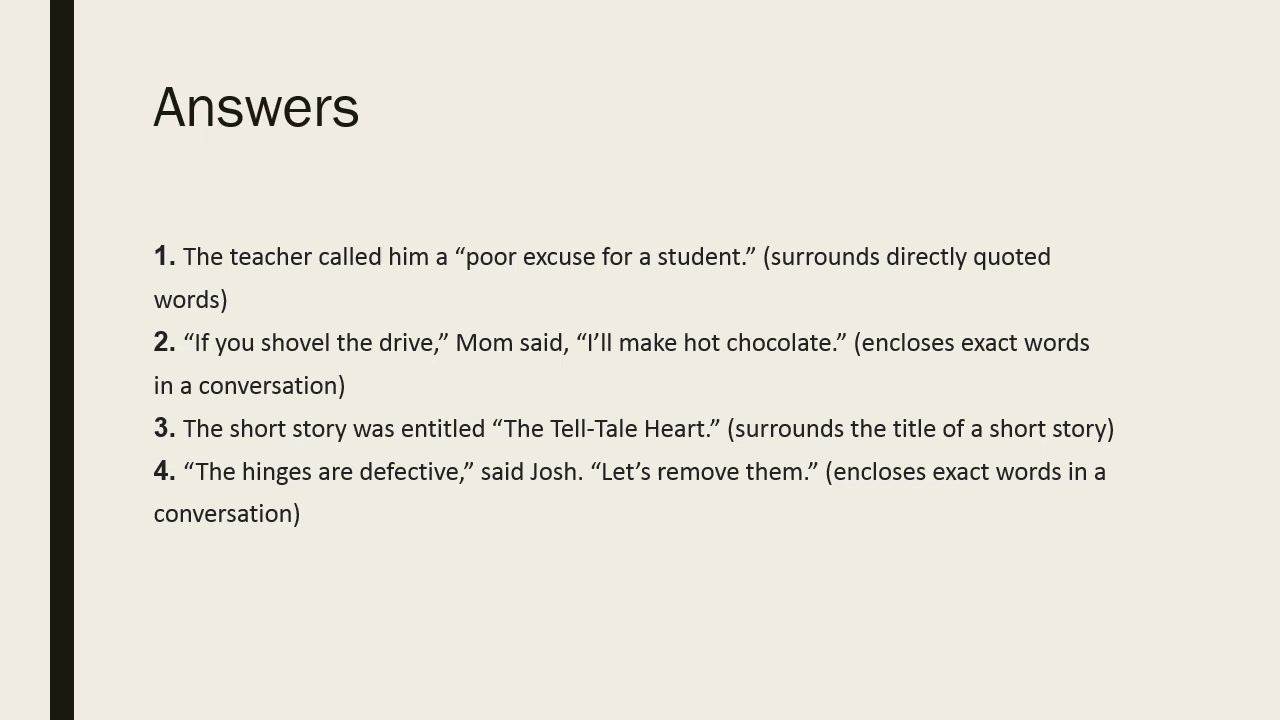 Answers
1. The teacher called him a “poor excuse for a student.” (surrounds directly quoted
words)
2. “If you shovel the drive,” Mom said, “I’ll make hot chocolate.” (encloses exact words
in a conversation)
3. The short story was entitled “The Tell-Tale Heart.” (surrounds the title of a short story)
4. “The hinges are defective,” said Josh. “Let’s remove them.” (encloses exact words in a
conversation)